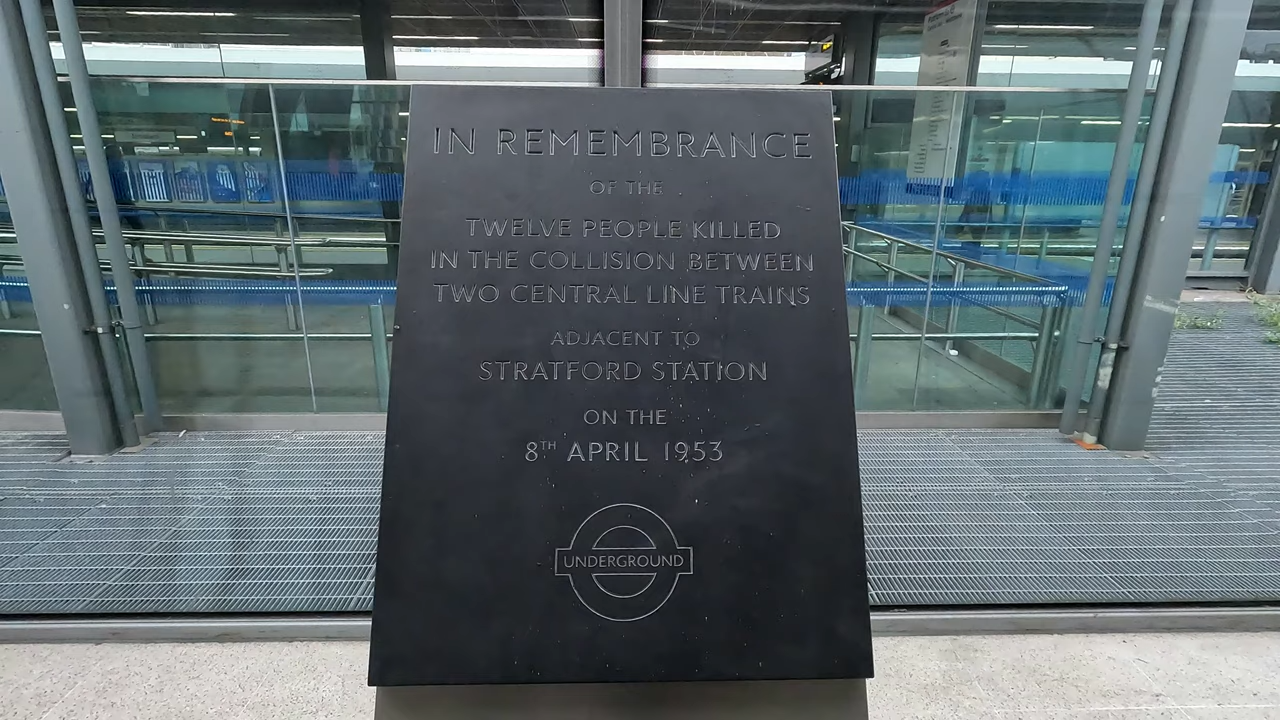 IN REMEMBRANCE
OF THE
TWELVE PEOPLE KILLED
IN THE COLLISION BETWEEN
TWO CENTRAL LINE TRAINS
ADJACENT TO
STRATFORD STATION
ON THE
8TH APRIL 1953
UNDERGROUND